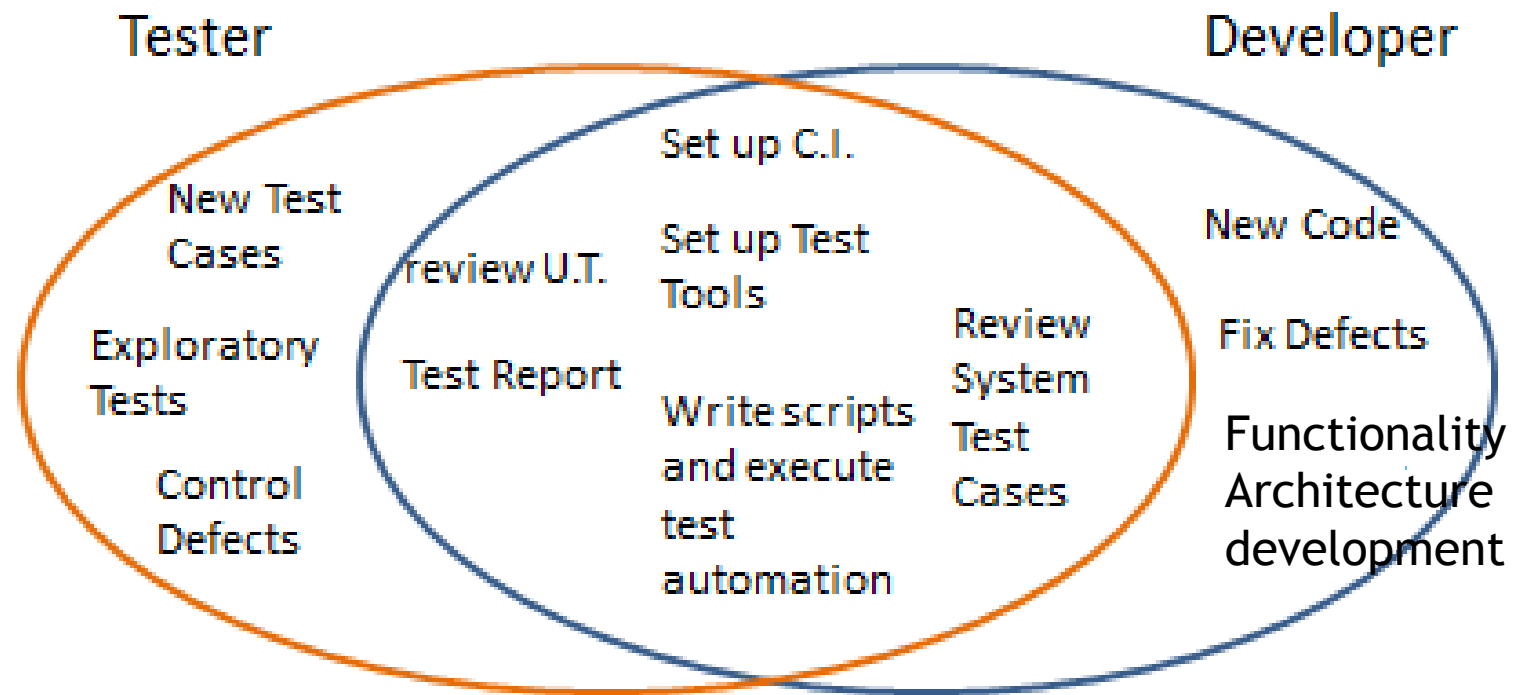 Tester
Developer
New Test
Cases
Exploratory
Tests
Control
Defects
review U.T.
Test Report
Set up C.I.
Set up Test
Tools
Write scripts
and execute
test
automation
Review
System
Test
Cases
New Code
Fix Defects
Functionality
Architecture
development